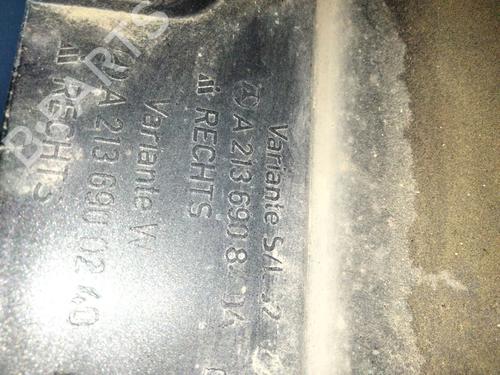 A 213 690 02 40
RECHTS
Variante W
A 213 690 8
RECHTS
Variante
B-PARTS